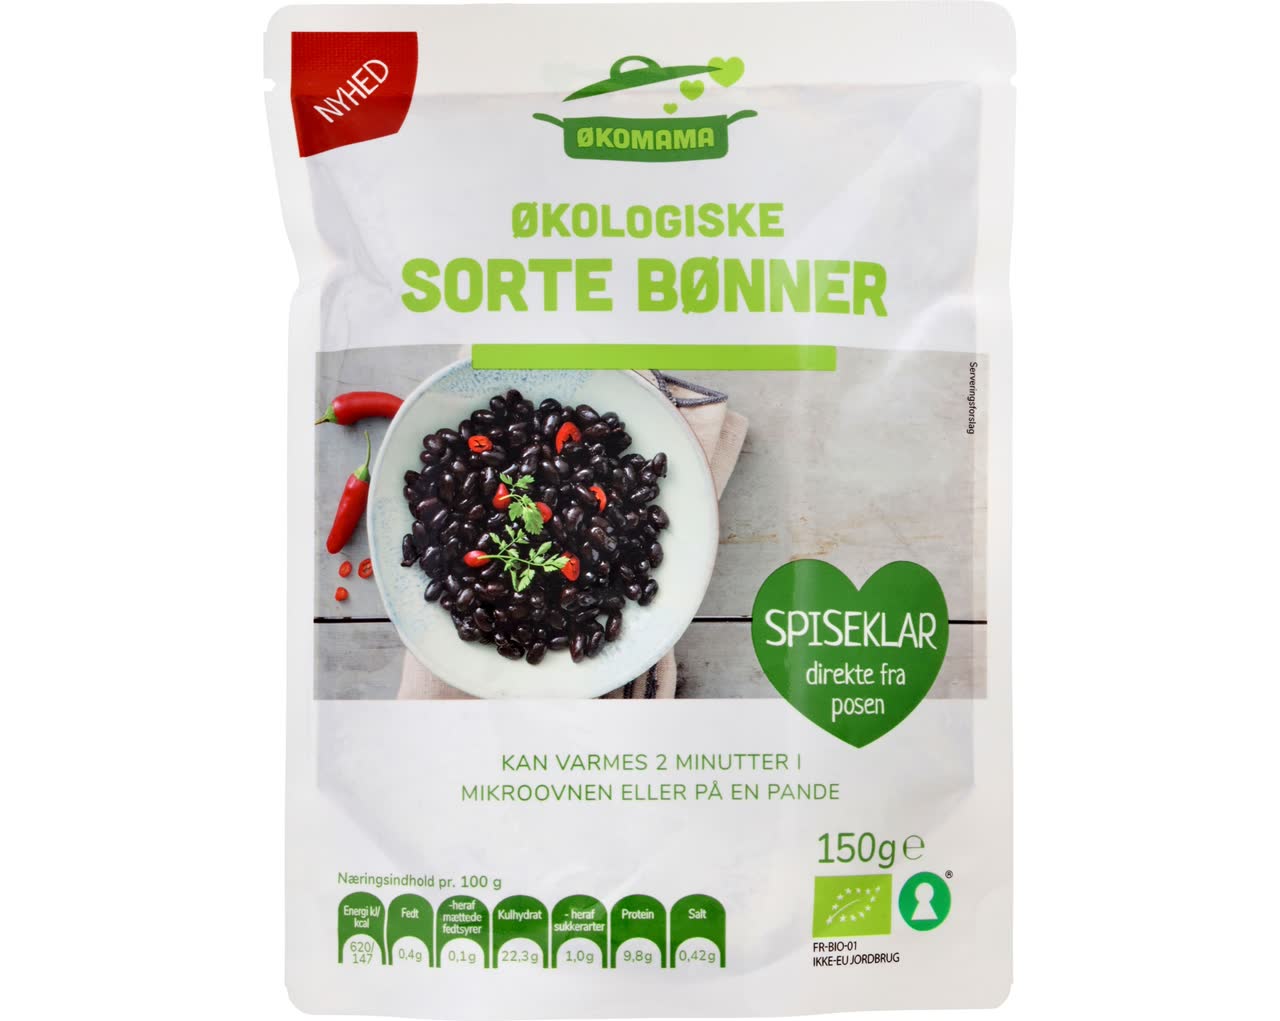 NYHED
ØKOMAMA
ØKOLOGISKE
SORTE BØNNER
Serveringsforslag
SPISEKLAR
direkte fra
posen
KAN VARMES 2 MINUTTER I
MIKROOVNEN ELLER PÅ EN PANDE
150g ℮
Næringsindhold pr. 100 g
Energi kJ/
kcal
620/
147
Fedt
0,4g
-heraf
mættede
fedtsyrer
0,1g
Kulhydrat
22,3g
- heraf
sukkerarter
1,0g
Protein
9,8g
Salt
0,42g
®
FR-BIO-01
IKKE-EU JORDBRUG